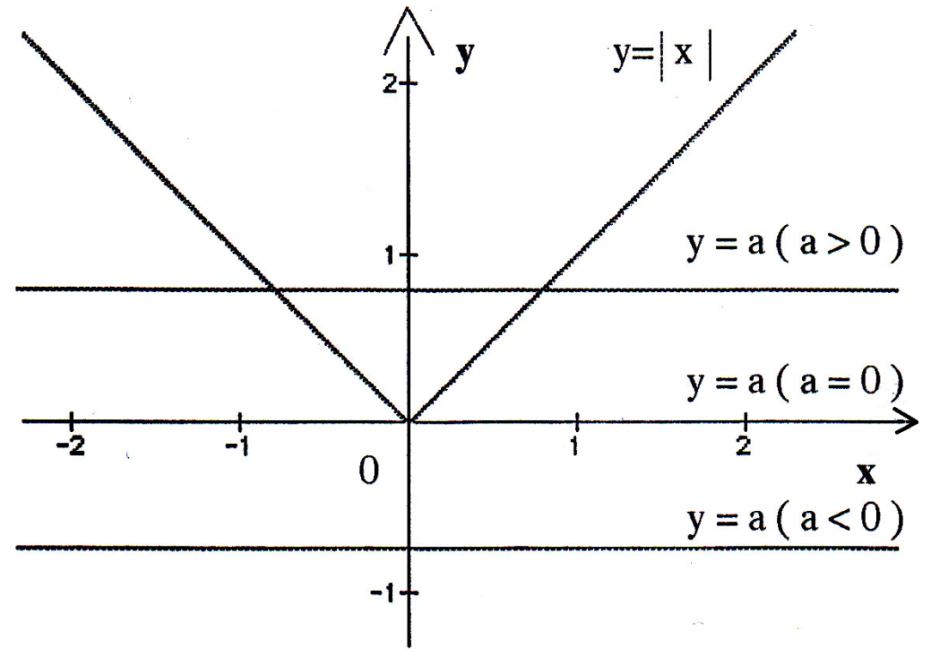 y
y=| x |
2
1
y = a ( a > 0 )
y = a ( a = 0 )
-2
-1
1
2
0
x
y = a ( a < 0 )
-1